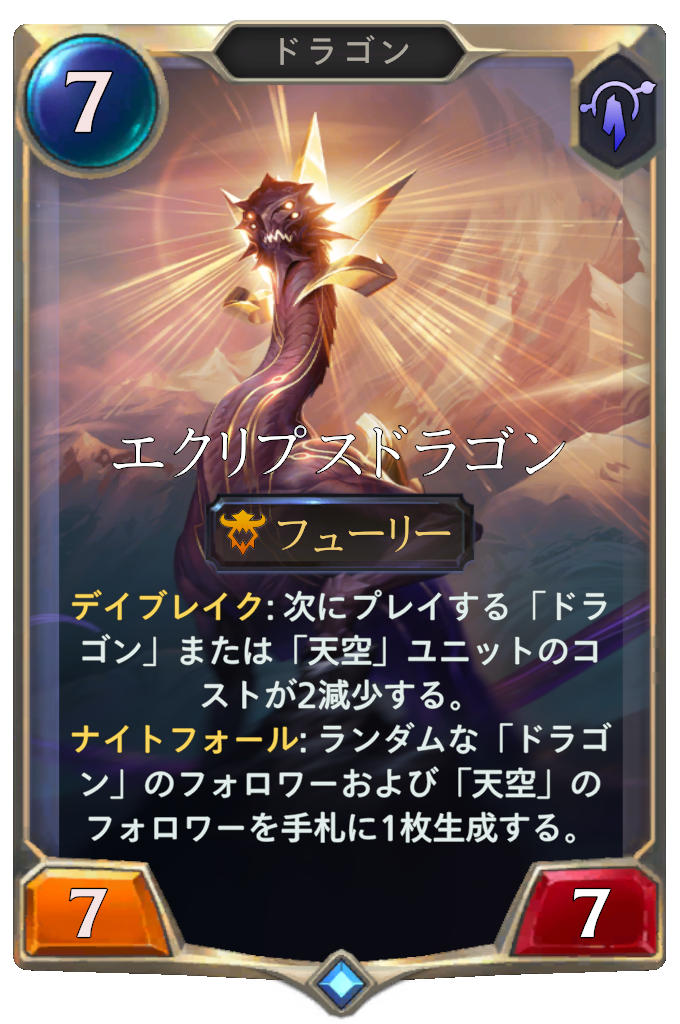 7
ドラゴン
エクリプスドラゴン
フューリー
デイブレイク: 次にプレイする「ドラ
ゴン」または「天空」ユニットのコ
ストが2減少する。
ナイトフォール: ランダムな「ドラゴ
ン」のフォロワーおよび「天空」の
フォロワーを手札に1枚生成する。
7
7